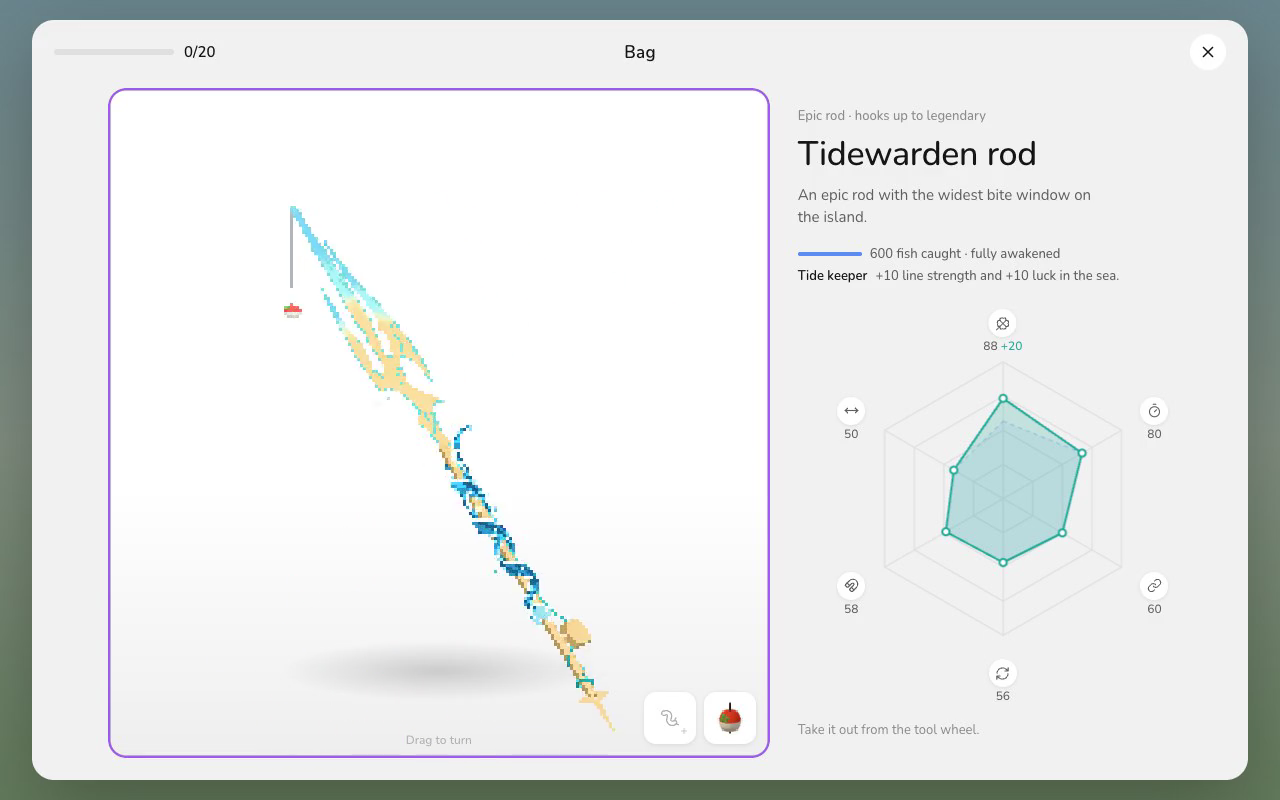 0/20
Bag
Epic rod · hooks up to legendary
Tidewarden rod
An epic rod with the widest bite window on
the island.
600 fish caught · fully awakened
Tide keeper +10 line strength and +10 luck in the sea.
88 +20
50
80
58
60
56
Drag to turn
Take it out from the tool wheel.